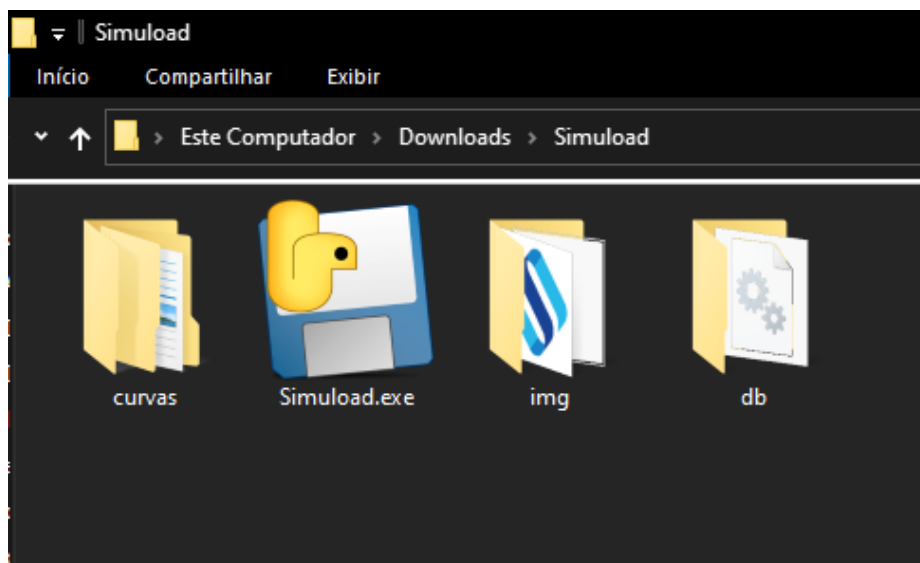 Simuload
Início Compartilhar Exibir
Este Computador > Downloads > Simuload
curvas Simuload.exe img db